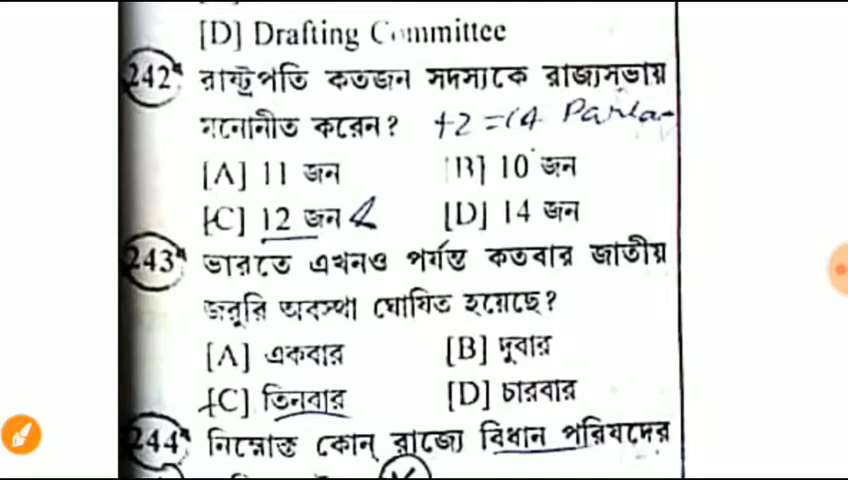 [D] Drafting Committee
242 রাষ্ট্রপতি কতজন সদস্যকে রাজ্যসভায়
মনোনীত করেন? +2 =14 Parla-
[A] 11 জন [B] 10 জন
[C] 12 জন
[D] 14 জন
243 ভারতে এখনও পর্যন্ত কতবার জাতীয়
জরুরি অবস্থা ঘোষিত হয়েছে?
[A] একবার [B] দুবার
[C] তিনবার [D] চারবার
244 নিম্নোক্ত কোন্ রাজ্যে বিধান পরিষদের